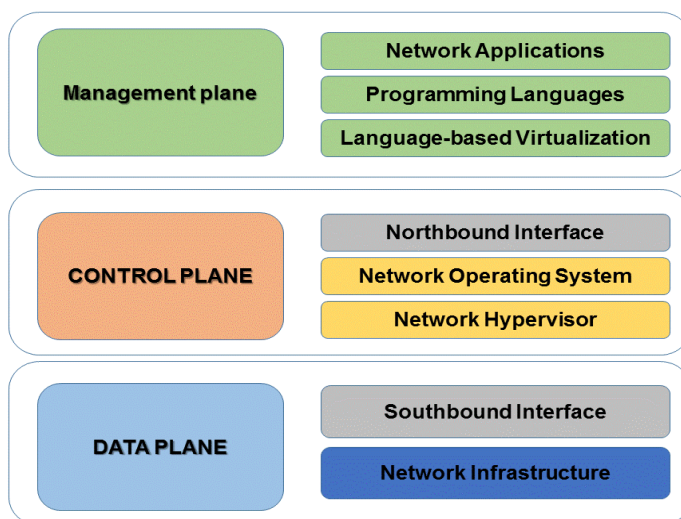 Management plane
Network Applications
Programming Languages
Language-based Virtualization
CONTROL PLANE
Northbound Interface
Network Operating System
Network Hypervisor
DATA PLANE
Southbound Interface
Network Infrastructure